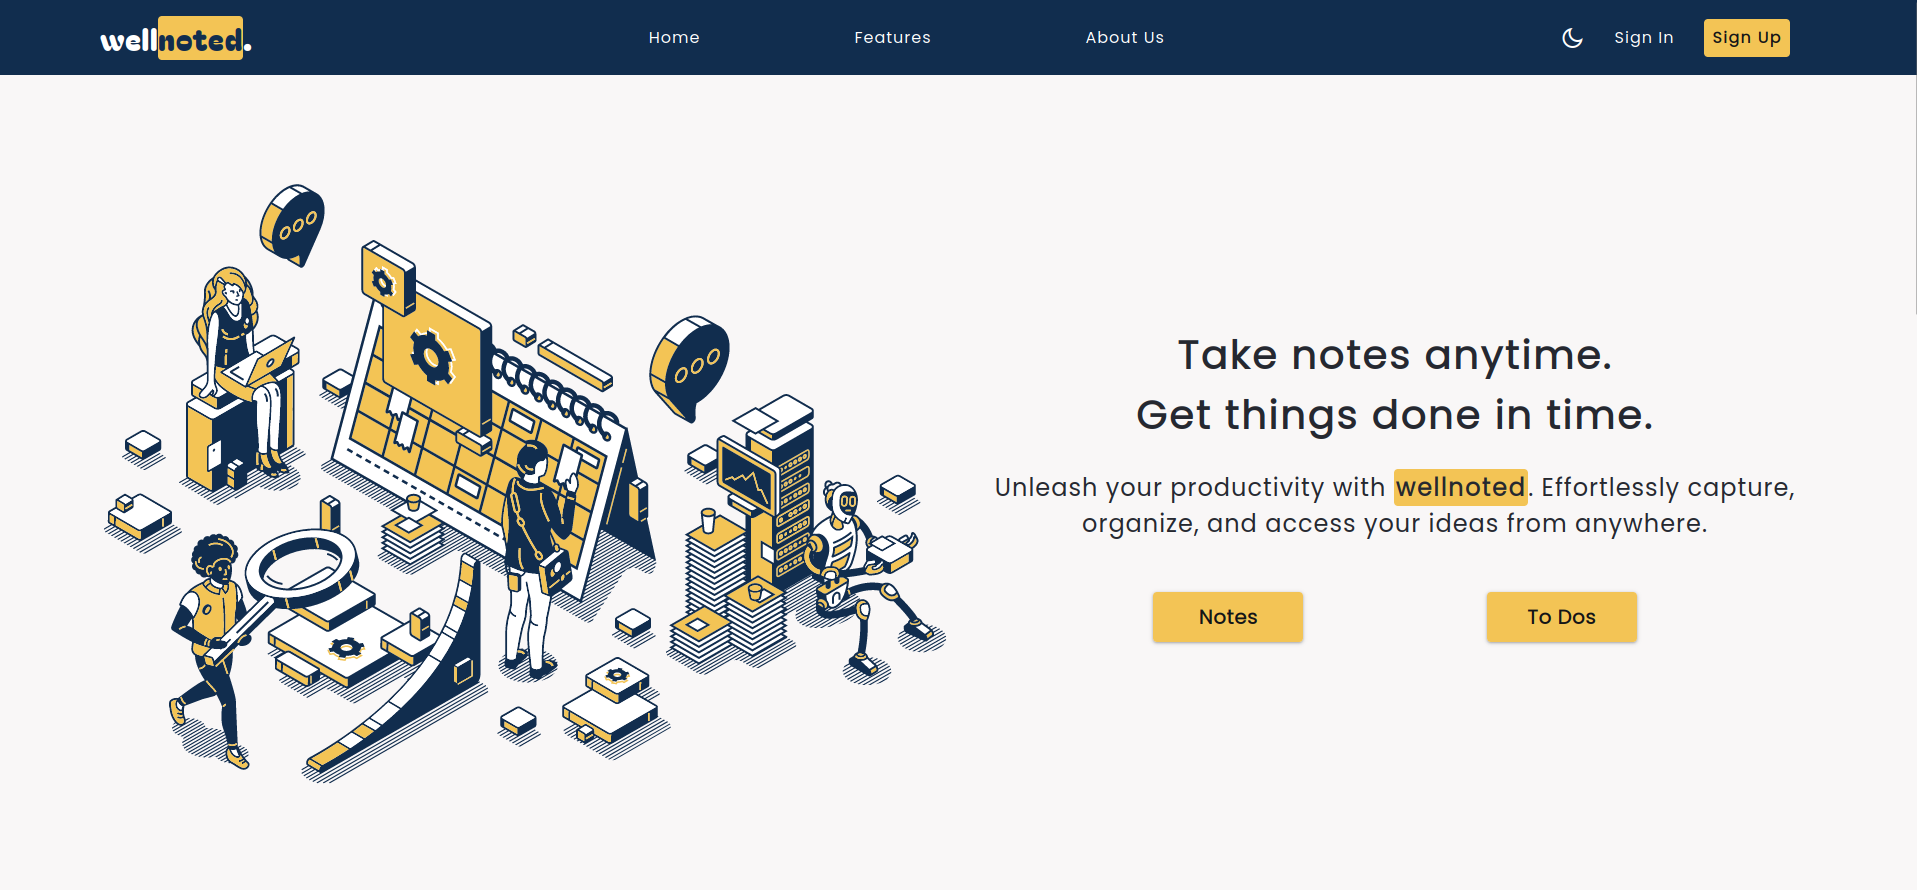 wellnoted.
Home
Features
About Us
Sign In
Sign Up
Take notes anytime.
Get things done in time.
Unleash your productivity with wellnoted. Effortlessly capture,
organize, and access your ideas from anywhere.
Notes
To Dos